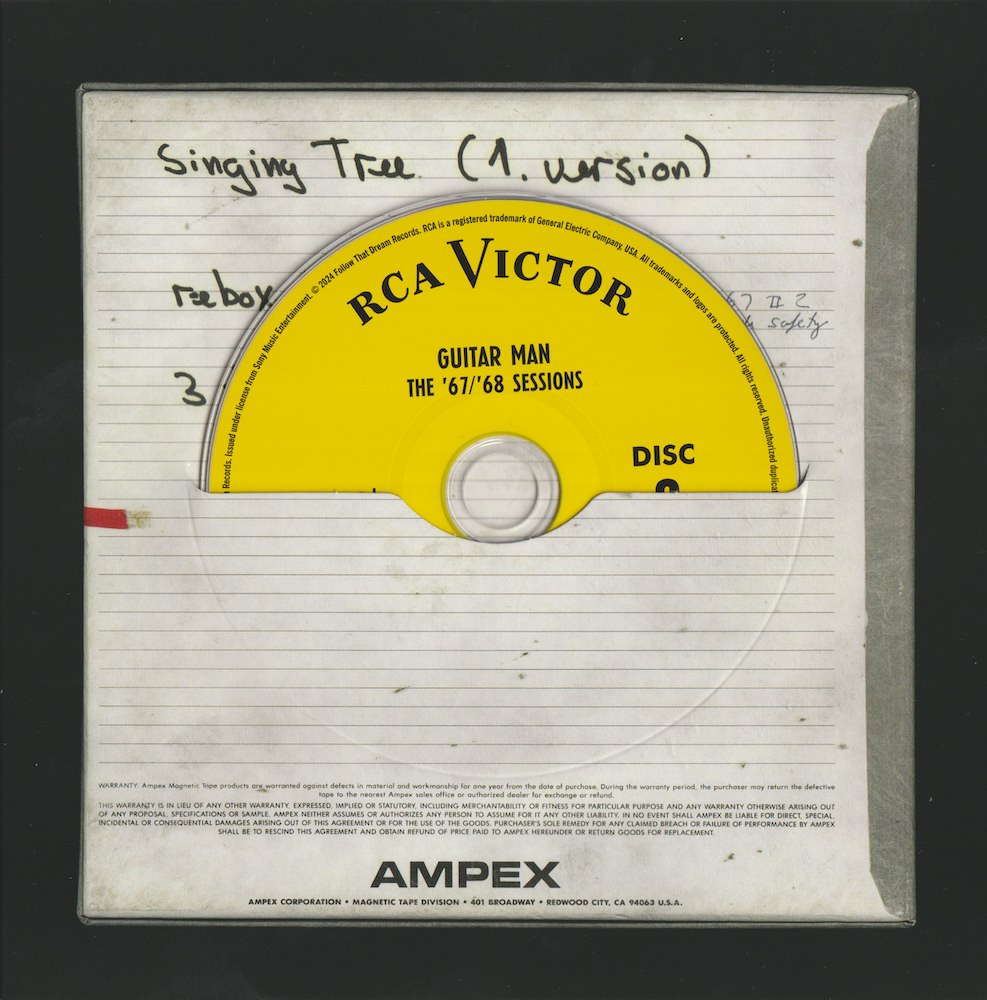 Singing Tree (1. version)
reebox
3
67 II 2
safety
Records. Issued under license from Sony Music Entertainment. © 2024 Follow That Dream Records. RCA is a registered trademark of General Electric Company, USA. All trademarks and logos are protected. All rights reserved. Unauthorized duplicat
RCA VICTOR
GUITAR MAN
THE '67/'68 SESSIONS
DISC
WARRANTY: Ampex Magnetic Tape products are warranted against defects in material and workmanship for one year from the date of purchase. During the warranty period, the purchaser may return the defective
tape to the nearest Ampex sales office or authorized dealer for exchange or refund.
THIS WARRANTY IS IN LIEU OF ANY OTHER WARRANTY, EXPRESSED, IMPLIED OR STATUTORY, INCLUDING MERCHANTABILITY OR FITNESS FOR PARTICULAR PURPOSE AND ANY WARRANTY OTHERWISE ARISING OUT
OF ANY PROPOSAL, SPECIFICATIONS OR SAMPLE. AMPEX NEITHER ASSUMES OR AUTHORIZES ANY PERSON TO ASSUME FOR IT ANY OTHER LIABILITY. IN NO EVENT SHALL AMPEX BE LIABLE FOR DIRECT, SPECIAL,
INCIDENTAL OR CONSEQUENTIAL DAMAGES ARISING OUT OF THIS AGREEMENT OR FOR THE USE OF THE GOODS. PURCHASER'S SOLE REMEDY FOR ANY CLAIMED BREACH OR FAILURE OF PERFORMANCE BY AMPEX
SHALL BE TO RESCIND THIS AGREEMENT AND OBTAIN REFUND OF PRICE PAID TO AMPEX HEREUNDER OR RETURN GOODS FOR REPLACEMENT.
AMPEX
AMPEX CORPORATION • MAGNETIC TAPE DIVISION • 401 BROADWAY • REDWOOD CITY, CA 94063 U.S.A.